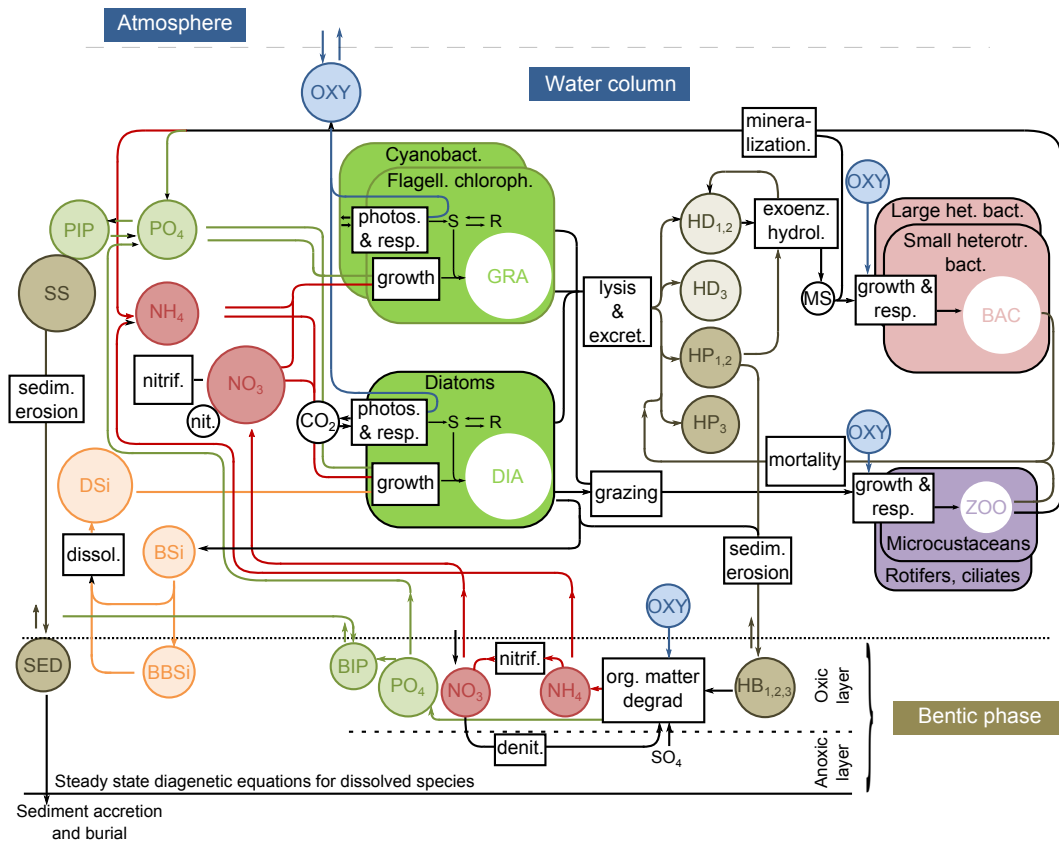 Atmosphere
OXY
Water column
minera-
lization.
Cyanobact.
Flagell. chloroph.
OXY
Large het. bact.
PIP
PO4
photos.
& resp.
S
R
HD1,2
exoenz.
hydrol.
Small heterotr.
bact.
SS
growth
GRA
lysis
&
excret.
HD3
MS
growth &
resp.
BAC
NH4
HP1,2
nitrif.
NO3
Diatoms
sedim.
erosion
nit.
CO2
photos.
& resp.
S
R
HP3
OXY
mortality
DSi
growth
DIA
grazing
growth &
resp.
ZOO
dissol.
BSi
sedim.
erosion
Microcustaceans
Rotifers, ciliates
OXY
SED
BBSi
BIP
PO4
NO3
nitrif.
NH4
org. matter
degrad
HB1,2,3
Oxic
layer
Bentic phase
denit.
SO4
Anoxic
layer
Steady state diagenetic equations for dissolved species
Sediment accretion
and burial